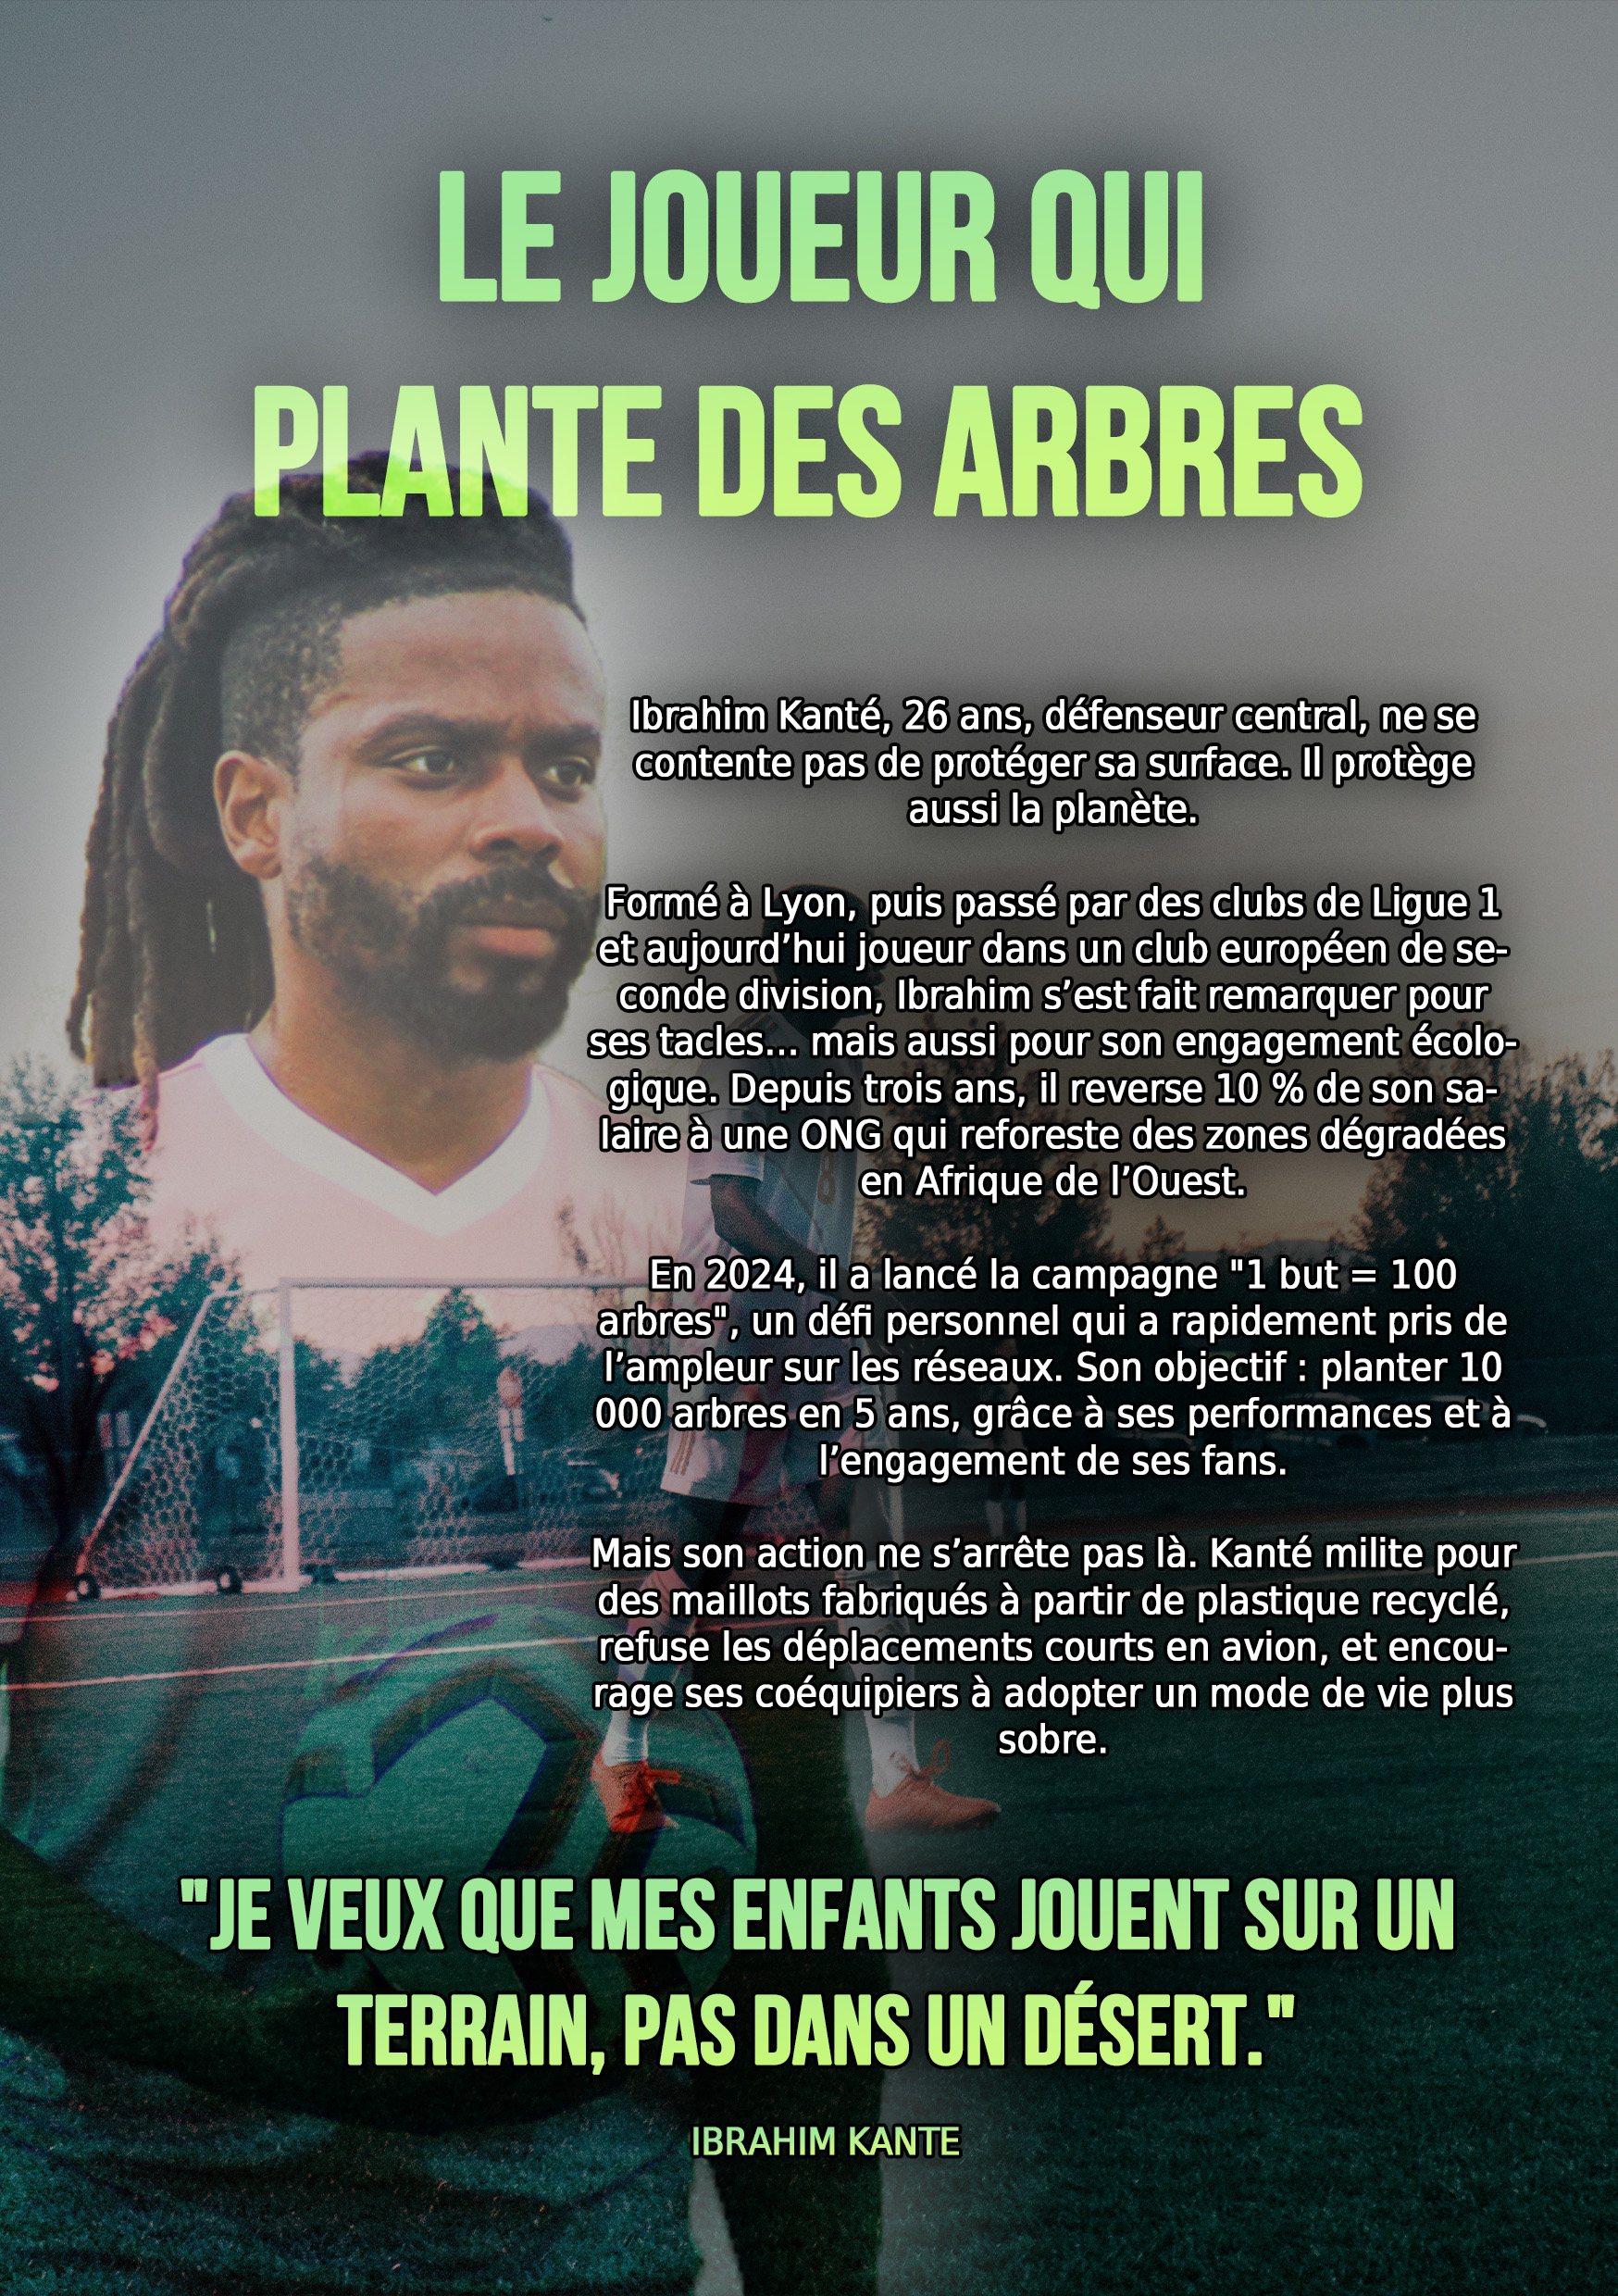 LE JOUEUR QUI
PLANTE DES ARBRES
Ibrahim Kanté, 26 ans, défenseur central, ne se
contente pas de protéger sa surface. Il protège
aussi la planète.
Formé à Lyon, puis passé par des clubs de Ligue 1
et aujourd’hui joueur dans un club européen de se-
conde division, Ibrahim s’est fait remarquer pour
ses tacles... mais aussi pour son engagement écolo-
gique. Depuis trois ans, il reverse 10 % de son sa-
laire à une ONG qui reforeste des zones dégradées
en Afrique de l’Ouest.
En 2024, il a lancé la campagne "1 but = 100
arbres", un défi personnel qui a rapidement pris de
l’ampleur sur les réseaux. Son objectif : planter 10
000 arbres en 5 ans, grâce à ses performances et à
l’engagement de ses fans.
Mais son action ne s’arrête pas là. Kanté milite pour
des maillots fabriqués à partir de plastique recyclé,
refuse les déplacements courts en avion, et encou-
rage ses coéquipiers à adopter un mode de vie plus
sobre.
"JE VEUX QUE MES ENFANTS JOUENT SUR UN
TERRAIN, PAS DANS UN DÉSERT."
IBRAHIM KANTE